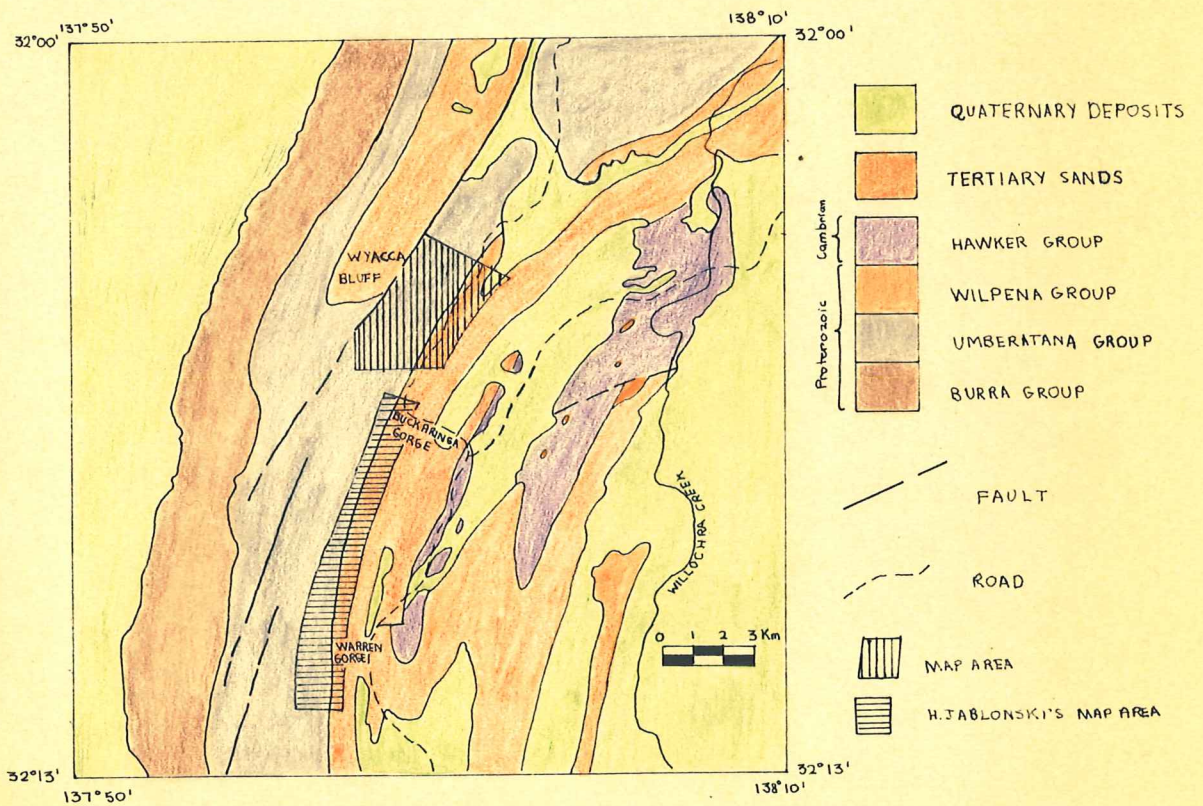 137°50'
138°10'
32°00'
32°00'
WYACCA
BLUFF
BUCKARINGA
GORGE
WARREN
GORGE
WILLOCHRA CREEK
0 1 2 3 Km
32°13'
32°13'
137°50'
138°10'
QUATERNARY DEPOSITS
TERTIARY SANDS
Cambrian
HAWKER GROUP
Proterozoic
WILPENA GROUP
UMBERATANA GROUP
BURRA GROUP
FAULT
ROAD
MAP AREA
H.JABLONSKI'S MAP AREA